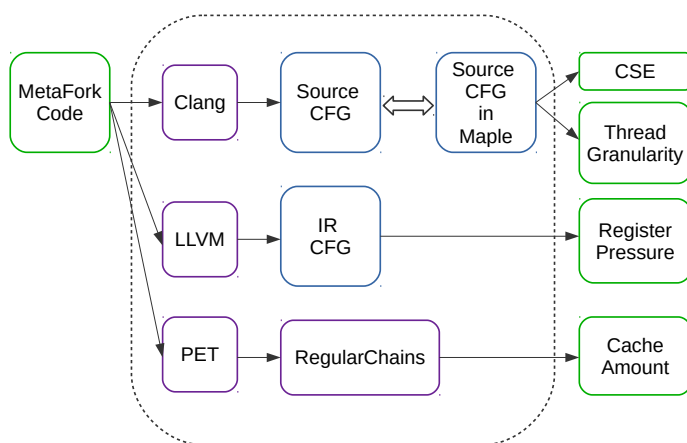 MetaFork
Code
Clang
Source
CFG
Source
CFG
in
Maple
CSE
Thread
Granularity
LLVM
IR
CFG
Register
Pressure
PET
RegularChains
Cache
Amount